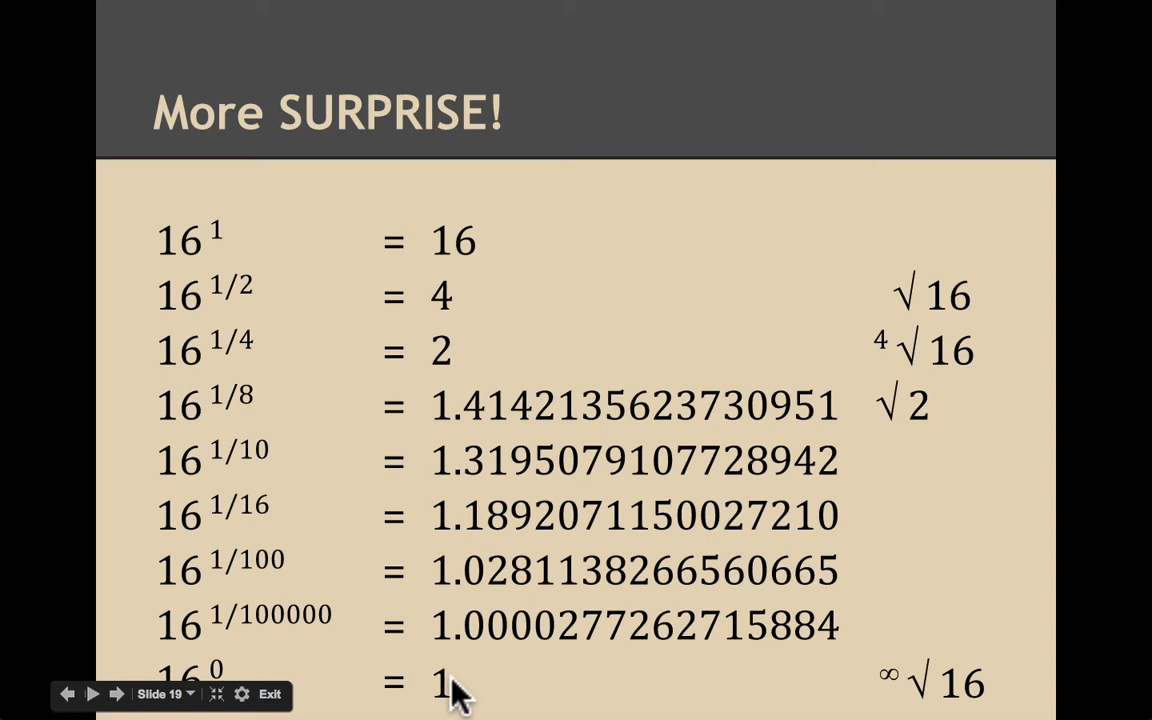 More SURPRISE!
16 1 = 16
16 1/2 = 4 √ 16
16 1/4 = 2 4 √ 16
16 1/8 = 1.4142135623730951 √ 2
16 1/10 = 1.3195079107728942
16 1/16 = 1.1892071150027210
16 1/100 = 1.0281138266560665
16 1/100000 = 1.0000277262715884
16 0 = 1 ∞ √ 16
Slide 19 Exit